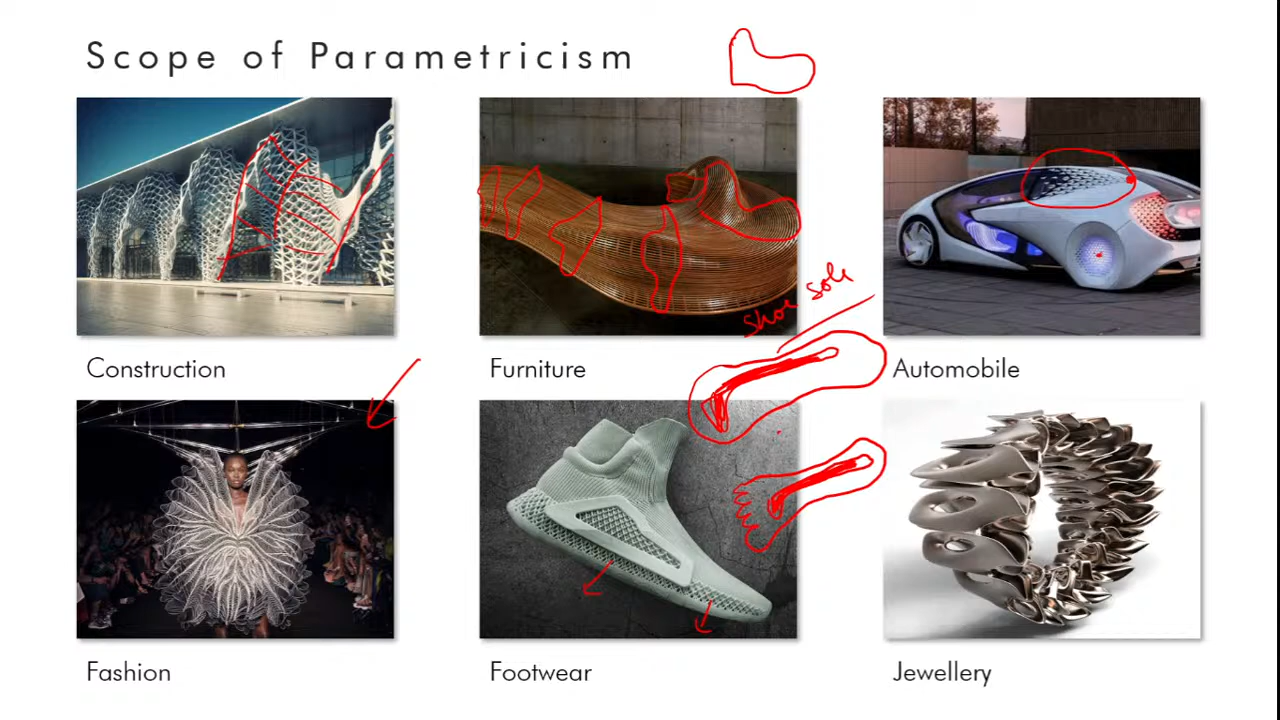 Scope of Parametricism
Construction
Furniture
Automobile
shoe sole
Fashion
Footwear
Jewellery